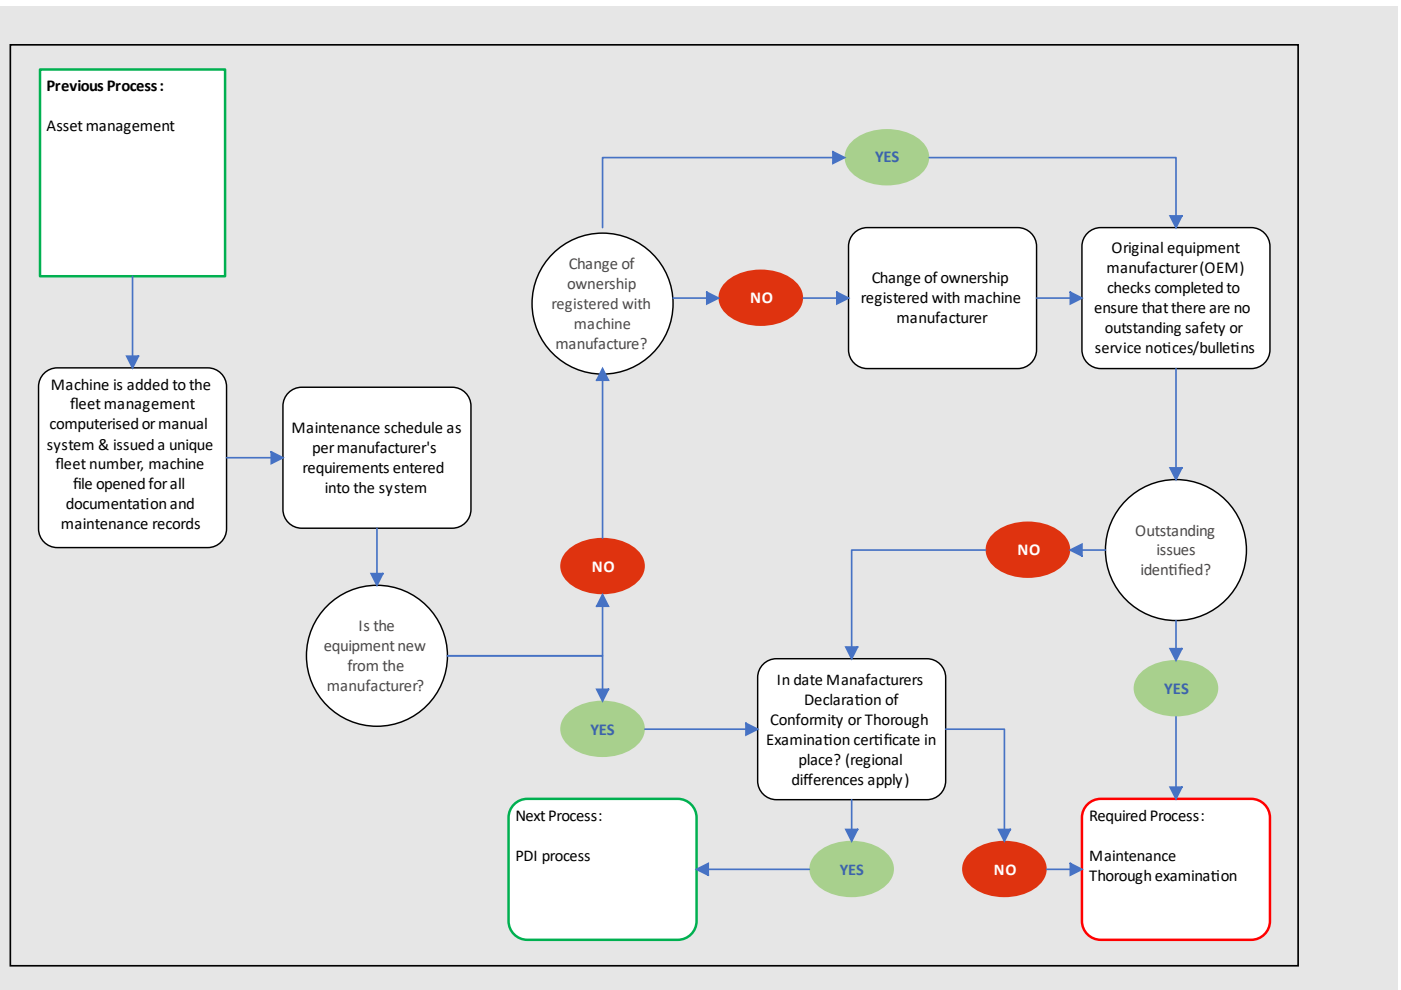 Previous Process :
Asset management
Machine is added to the
fleet management
computerised or manual
system & issued a unique
fleet number, machine
file opened for all
documentation and
maintenance records
Maintenance schedule as
per manufacturer's
requirements entered
into the system
Is the
equipment new
from the
manufacturer?
NO
YES
Change of
ownership
registered with
machine
manufacture?
YES
NO
Change of ownership
registered with machine
manufacturer
Original equipment
manufacturer (OEM)
checks completed to
ensure that there are no
outstanding safety or
service notices/bulletins
Outstanding
issues
identified?
NO
YES
In date Manafacturers
Declaration of
Conformity or Thorough
Examination certificate in
place? (regional
differences apply)
YES
NO
Next Process :
PDI process
Required Process :
Maintenance
Thorough examination